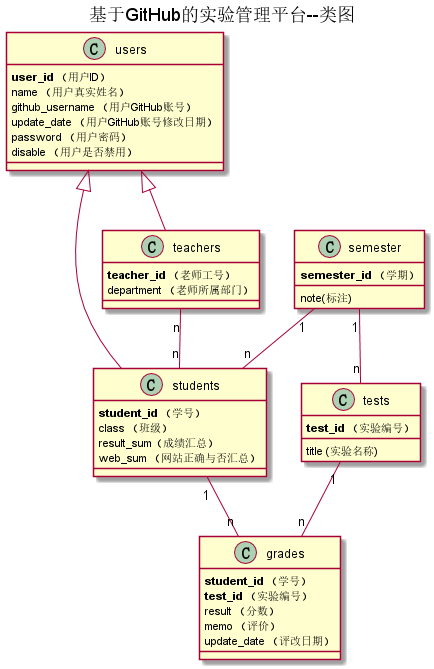 基于GitHub的实验管理平台--类图
C users
user_id （用户ID）
name （用户真实姓名）
github_username （用户GitHub账号）
update_date （用户GitHub账号修改日期）
password （用户密码）
disable （用户是否禁用）
C teachers
teacher_id （老师工号）
department （老师所属部门）
C semester
semester_id （学期）
note(标注)
n
1
1
n
n
n
C students
student_id （学号）
class （班级）
result_sum（成绩汇总）
web_sum （网站正确与否汇总）
C tests
test_id （实验编号）
title (实验名称)
1
1
n
n
C grades
student_id （学号）
test_id （实验编号）
result （分数）
memo （评价）
update_date （评改日期）